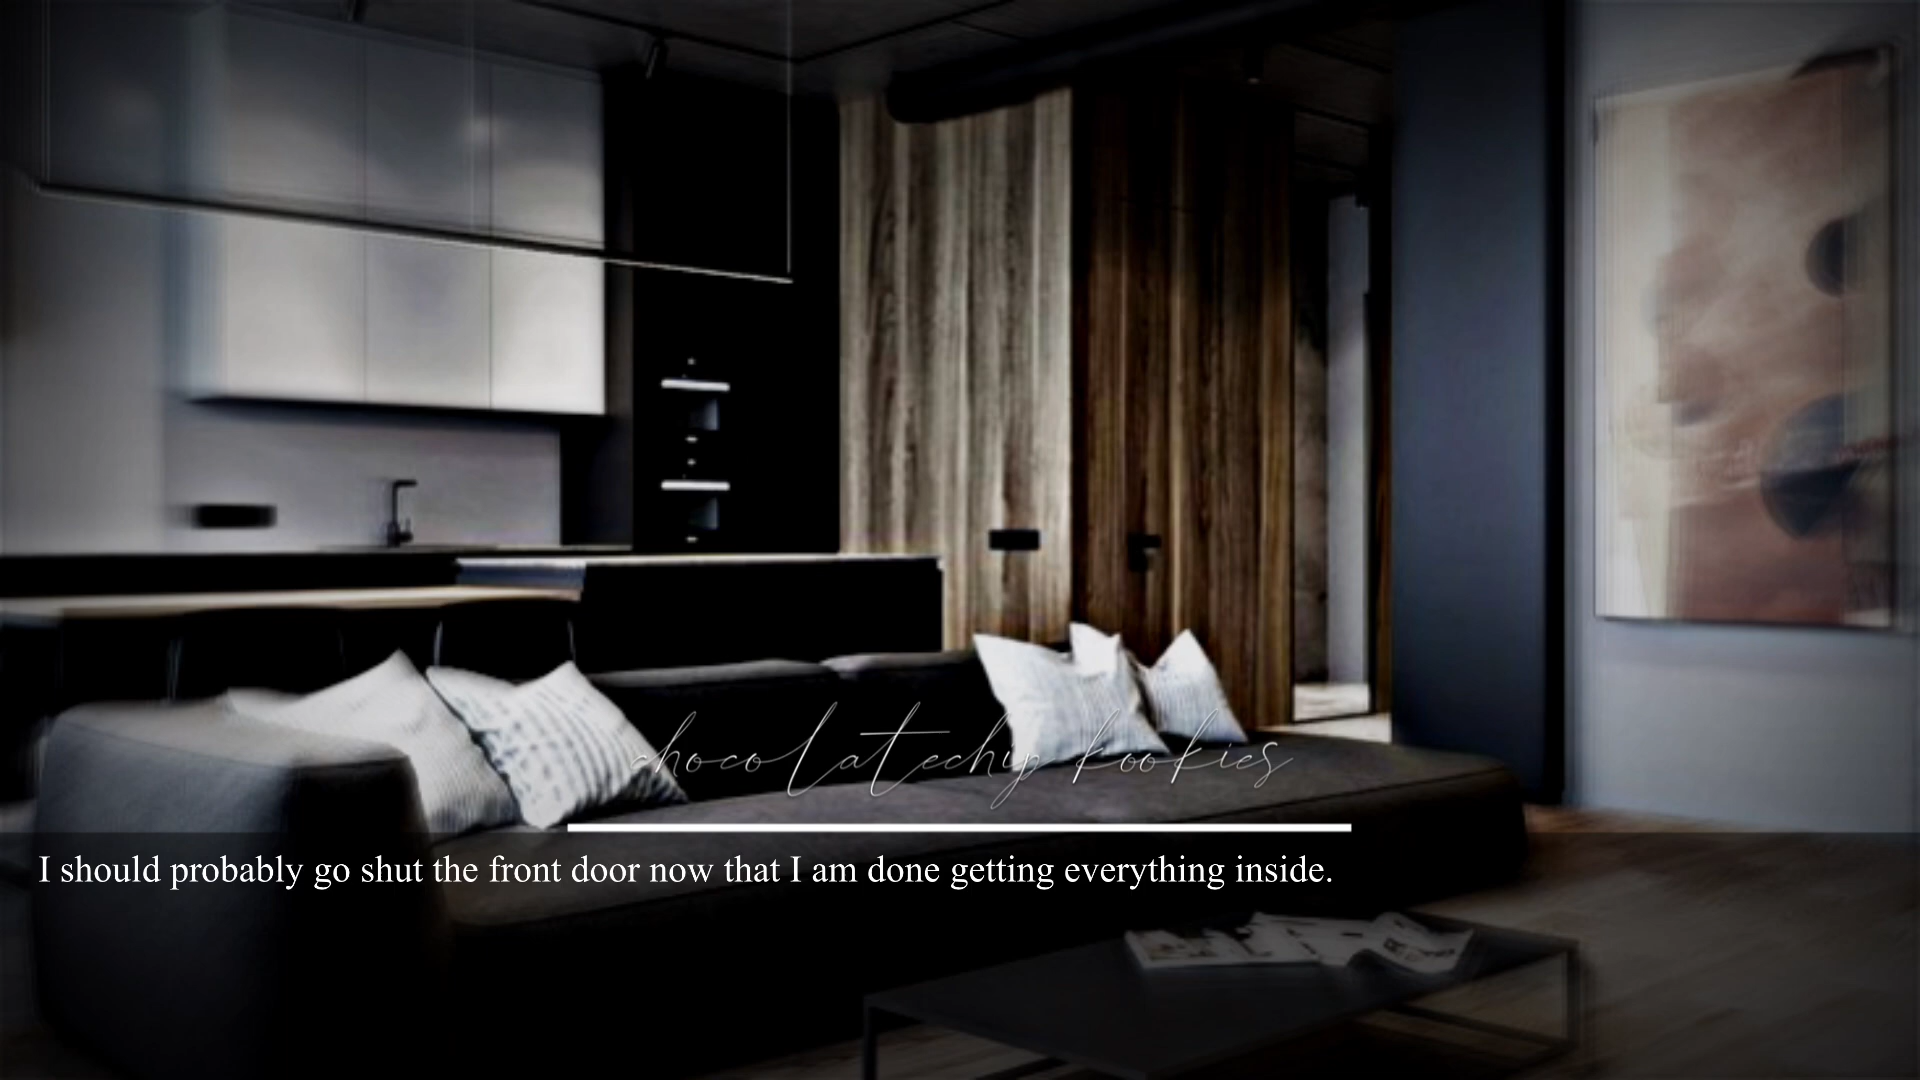 chocolatechip kookies
I should probably go shut the front door now that I am done getting everything inside.